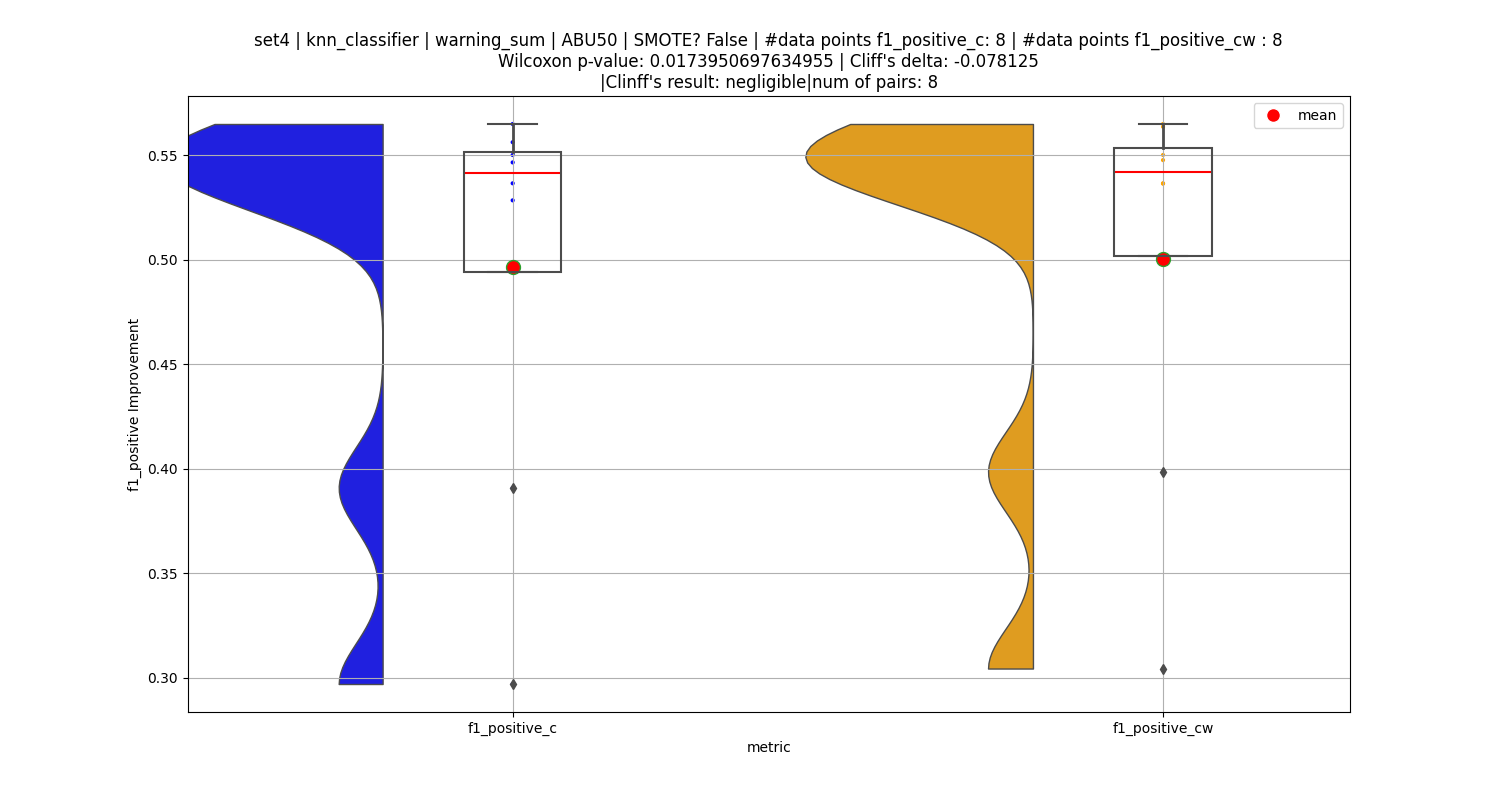 set4 | knn_classifier | warning_sum | ABU50 | SMOTE? False | #data points f1_positive_c: 8 | #data points f1_positive_cw : 8
Wilcoxon p-value: 0.0173950697634955 | Cliff's delta: -0.078125
|Clinff's result: negligible|num of pairs: 8
mean
f1_positive Improvement
0.55
0.50
0.45
0.40
0.35
0.30
f1_positive_c
f1_positive_cw
metric